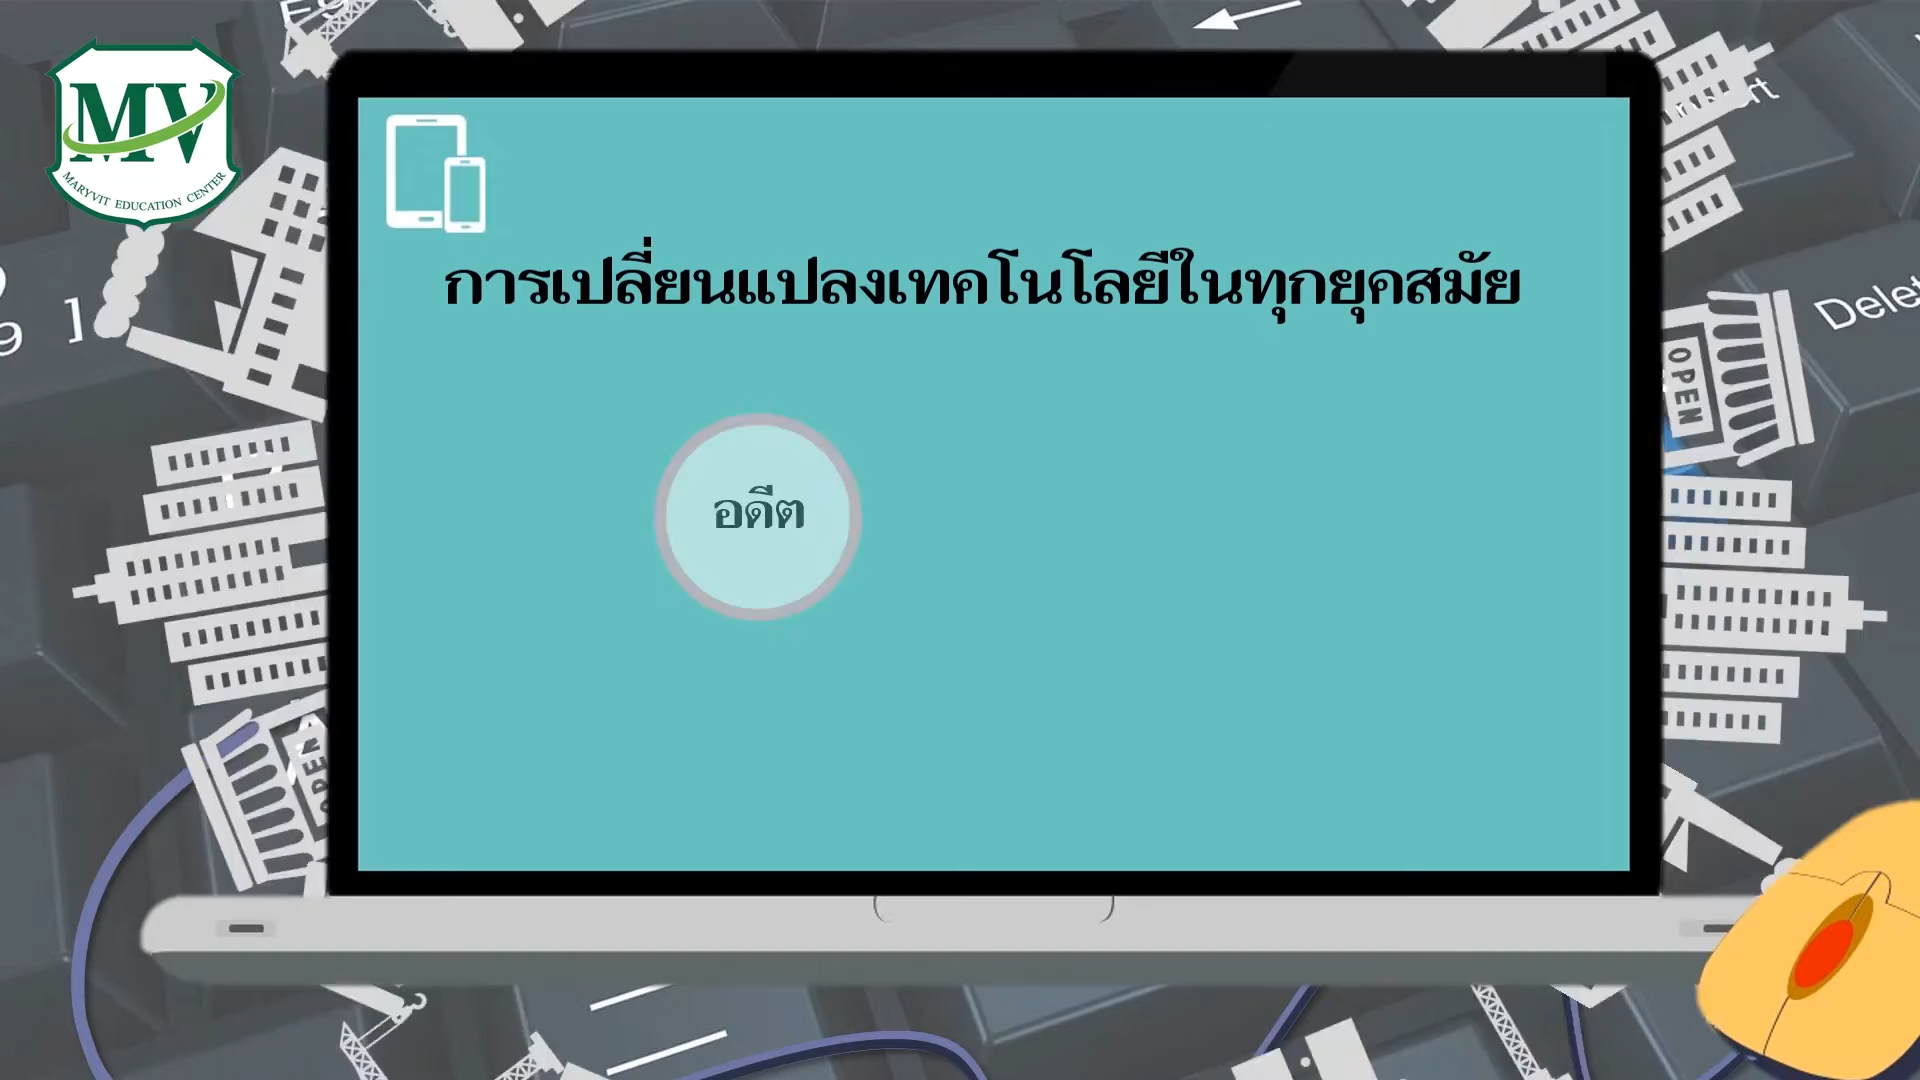 MV
MARYVIT EDUCATION CENTER
การเปลี่ยนแปลงเทคโนโลยีในทุกยุคสมัย
อดีต
OPEN
OPEN